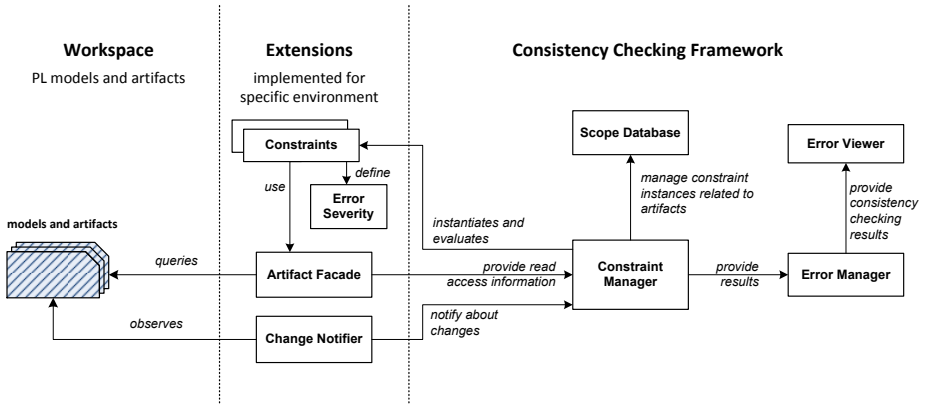 Workspace
PL models and artifacts
Extensions
implemented for
specific environment
Consistency Checking Framework
Constraints
use
define
Error
Severity
Scope Database
Error Viewer
manage constraint
instances related to
artifacts
provide
consistency
checking
results
instantiates and
evaluates
models and artifacts
queries
Artifact Facade
provide read
access information
Constraint
Manager
provide
results
Error Manager
observes
Change Notifier
notify about
changes